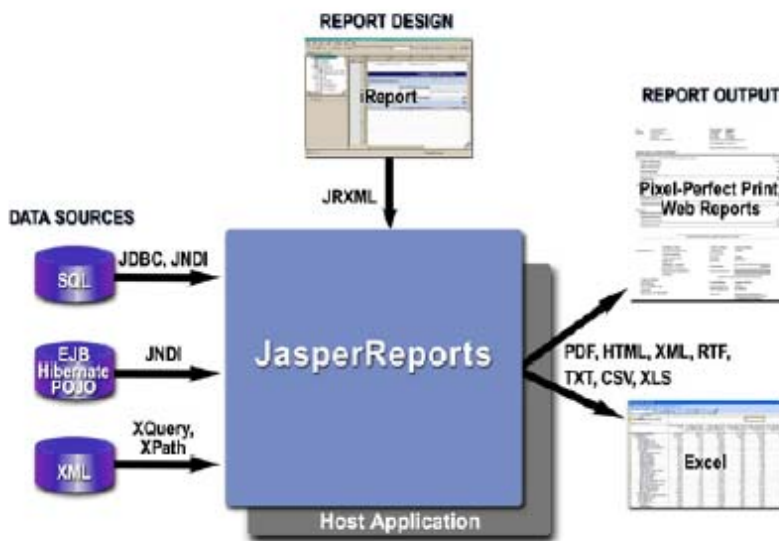 REPORT DESIGN
iReport
JRXML
DATA SOURCES
SQL
JDBC, JNDI
EJB
Hibernate
POJO
JNDI
XML
XQuery,
XPath
JasperReports
Host Application
REPORT OUTPUT
Pixel-Perfect Print,
Web Reports
PDF, HTML, XML, RTF,
TXT, CSV, XLS
Excel